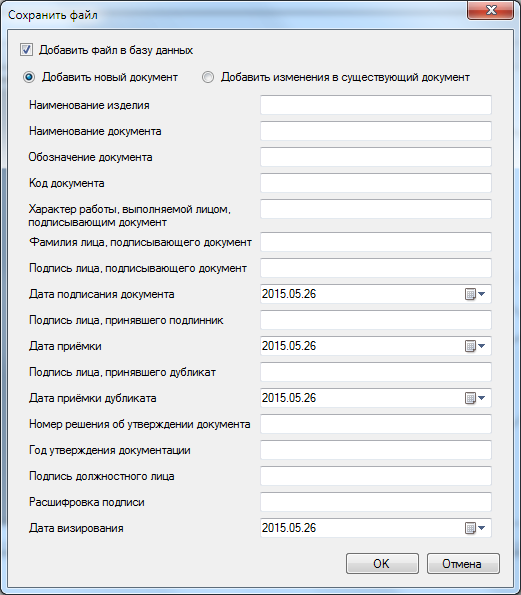 Сохранить файл
Добавить файл в базу данных
Добавить новый документ Добавить изменения в существующий документ
Наименование изделия
Наименование документа
Обозначение документа
Код документа
Характер работы, выполняемой лицом,
подписывающим документ
Фамилия лица, подписывающего документ
Подпись лица, подписывающего документ
Дата подписания документа 2015.05.26
Подпись лица, принявшего подлинник
Дата приёмки 2015.05.26
Подпись лица, принявшего дубликат
Дата приёмки дубликата 2015.05.26
Номер решения об утверждении документа
Год утверждения документации
Подпись должностного лица
Расшифровка подписи
Дата визирования 2015.05.26
OK Отмена